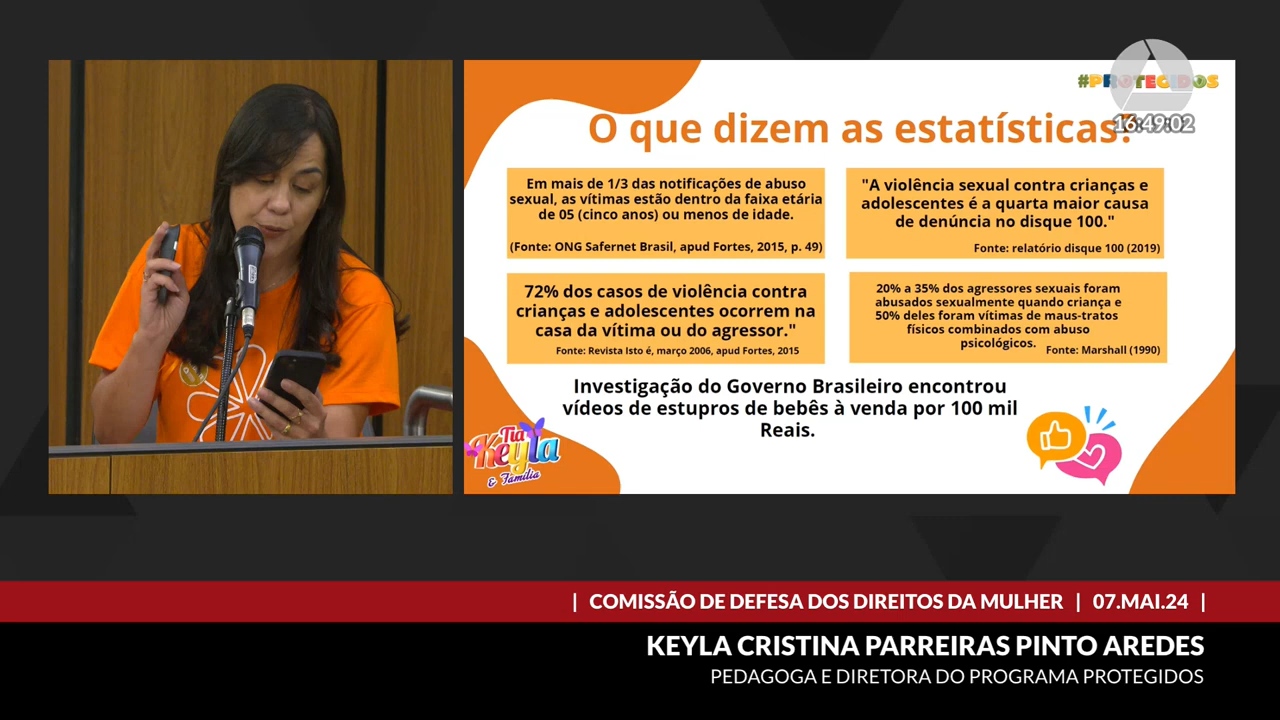 #PROTEGIDOS
16:49:02
O que dizem as estatísticas?
Em mais de 1/3 das notificações de abuso
sexual, as vítimas estão dentro da faixa etária
de 05 (cinco anos) ou menos de idade.
(Fonte: ONG Safernet Brasil, apud Fortes, 2015, p. 49)
"A violência sexual contra crianças e
adolescentes é a quarta maior causa
de denúncia no disque 100."
Fonte: relatório disque 100 (2019)
72% dos casos de violência contra
crianças e adolescentes ocorrem na
casa da vítima ou do agressor."
Fonte: Revista Isto é, março 2006, apud Fortes, 2015
20% a 35% dos agressores sexuais foram
abusados sexualmente quando criança e
50% deles foram vítimas de maus-tratos
físicos combinados com abuso
psicológicos.
Fonte: Marshall (1990)
Investigação do Governo Brasileiro encontrou
vídeos de estupros de bebês à venda por 100 mil
Reais.
Tia
Keyla
& Família
| COMISSÃO DE DEFESA DOS DIREITOS DA MULHER | 07.MAI.24 |
KEYLA CRISTINA PARREIRAS PINTO AREDES
PEDAGOGA E DIRETORA DO PROGRAMA PROTEGIDOS